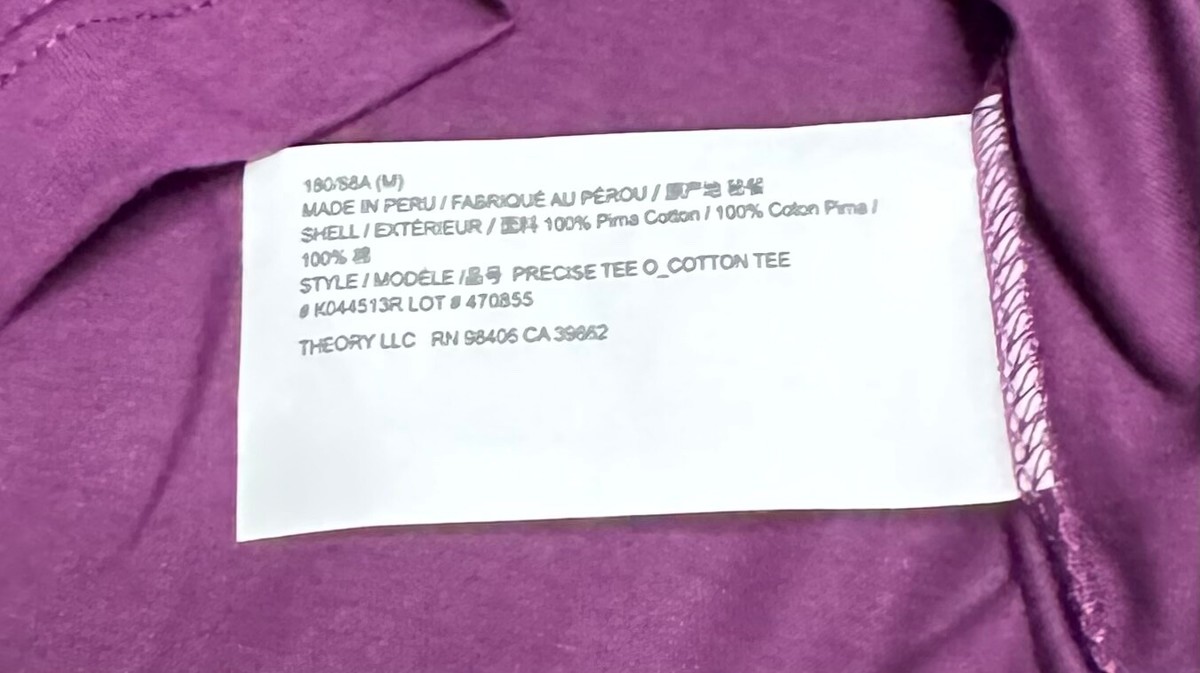 180/88A (M)
MADE IN PERU / FABRIQUÉ AU PÉROU / 原产地 秘鲁
SHELL / EXTÉRIEUR / 面料 100% Pima Cotton / 100% Coton Pima /
100% 棉
STYLE / MODÈLE /品号 PRECISE TEE O_COTTON TEE
# K044513R LOT # 470855
THEORY LLC RN 98406 CA 39662